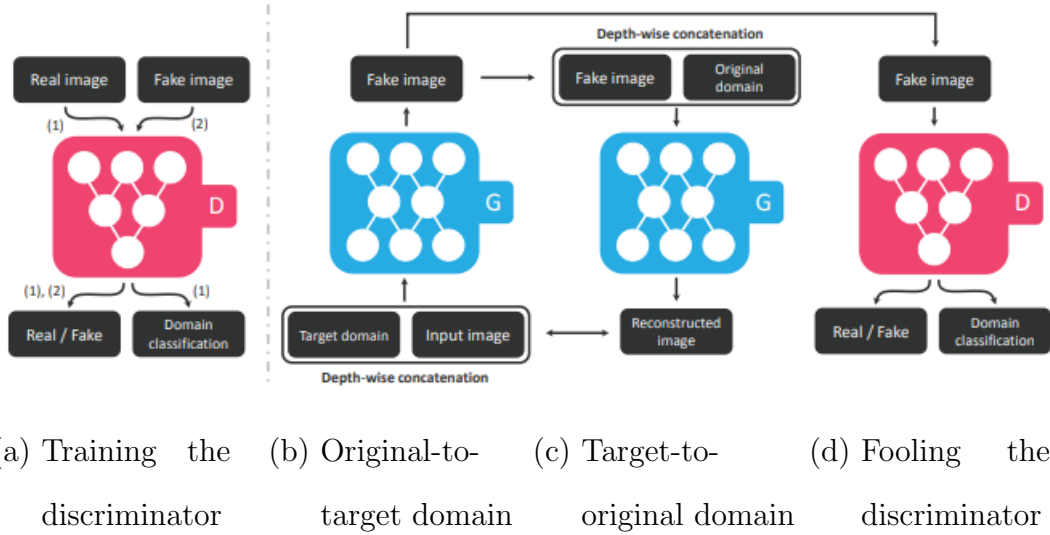 Depth-wise concatenation
Real image
Fake image
Fake image
Fake image
Original
domain
Fake image
(1)
(2)
D
G
G
D
(1), (2)
(1)
Real / Fake
Domain
classification
Target domain
Input image
Reconstructed
image
Real / Fake
Domain
classification
Depth-wise concatenation
a) Training the
discriminator
(b) Original-to-
target domain
(c) Target-to-
original domain
(d) Fooling the
discriminator